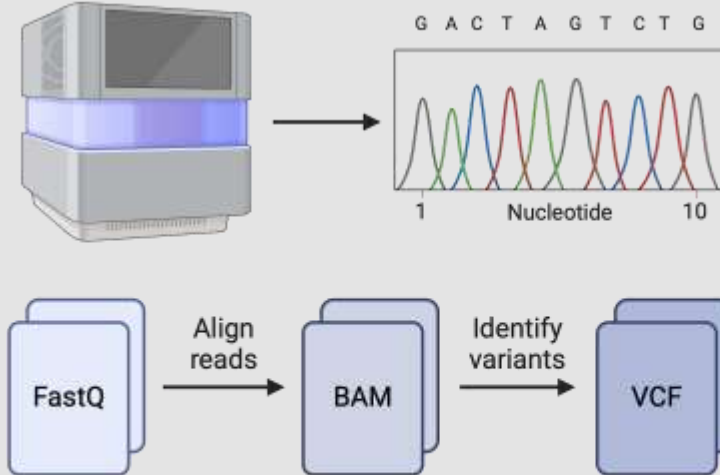 G A C T A G T C T G
1 Nucleotide 10
Align
reads
Identify
variants
FastQ
BAM
VCF